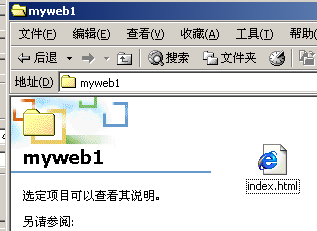 myweb1
文件(F) 编辑(E) 查看(V) 收藏(A) 工具(T) 帮助
后退 搜索 文件夹
地址(D) myweb1
myweb1
index.html
选定项目可以查看其说明。
另请参阅: